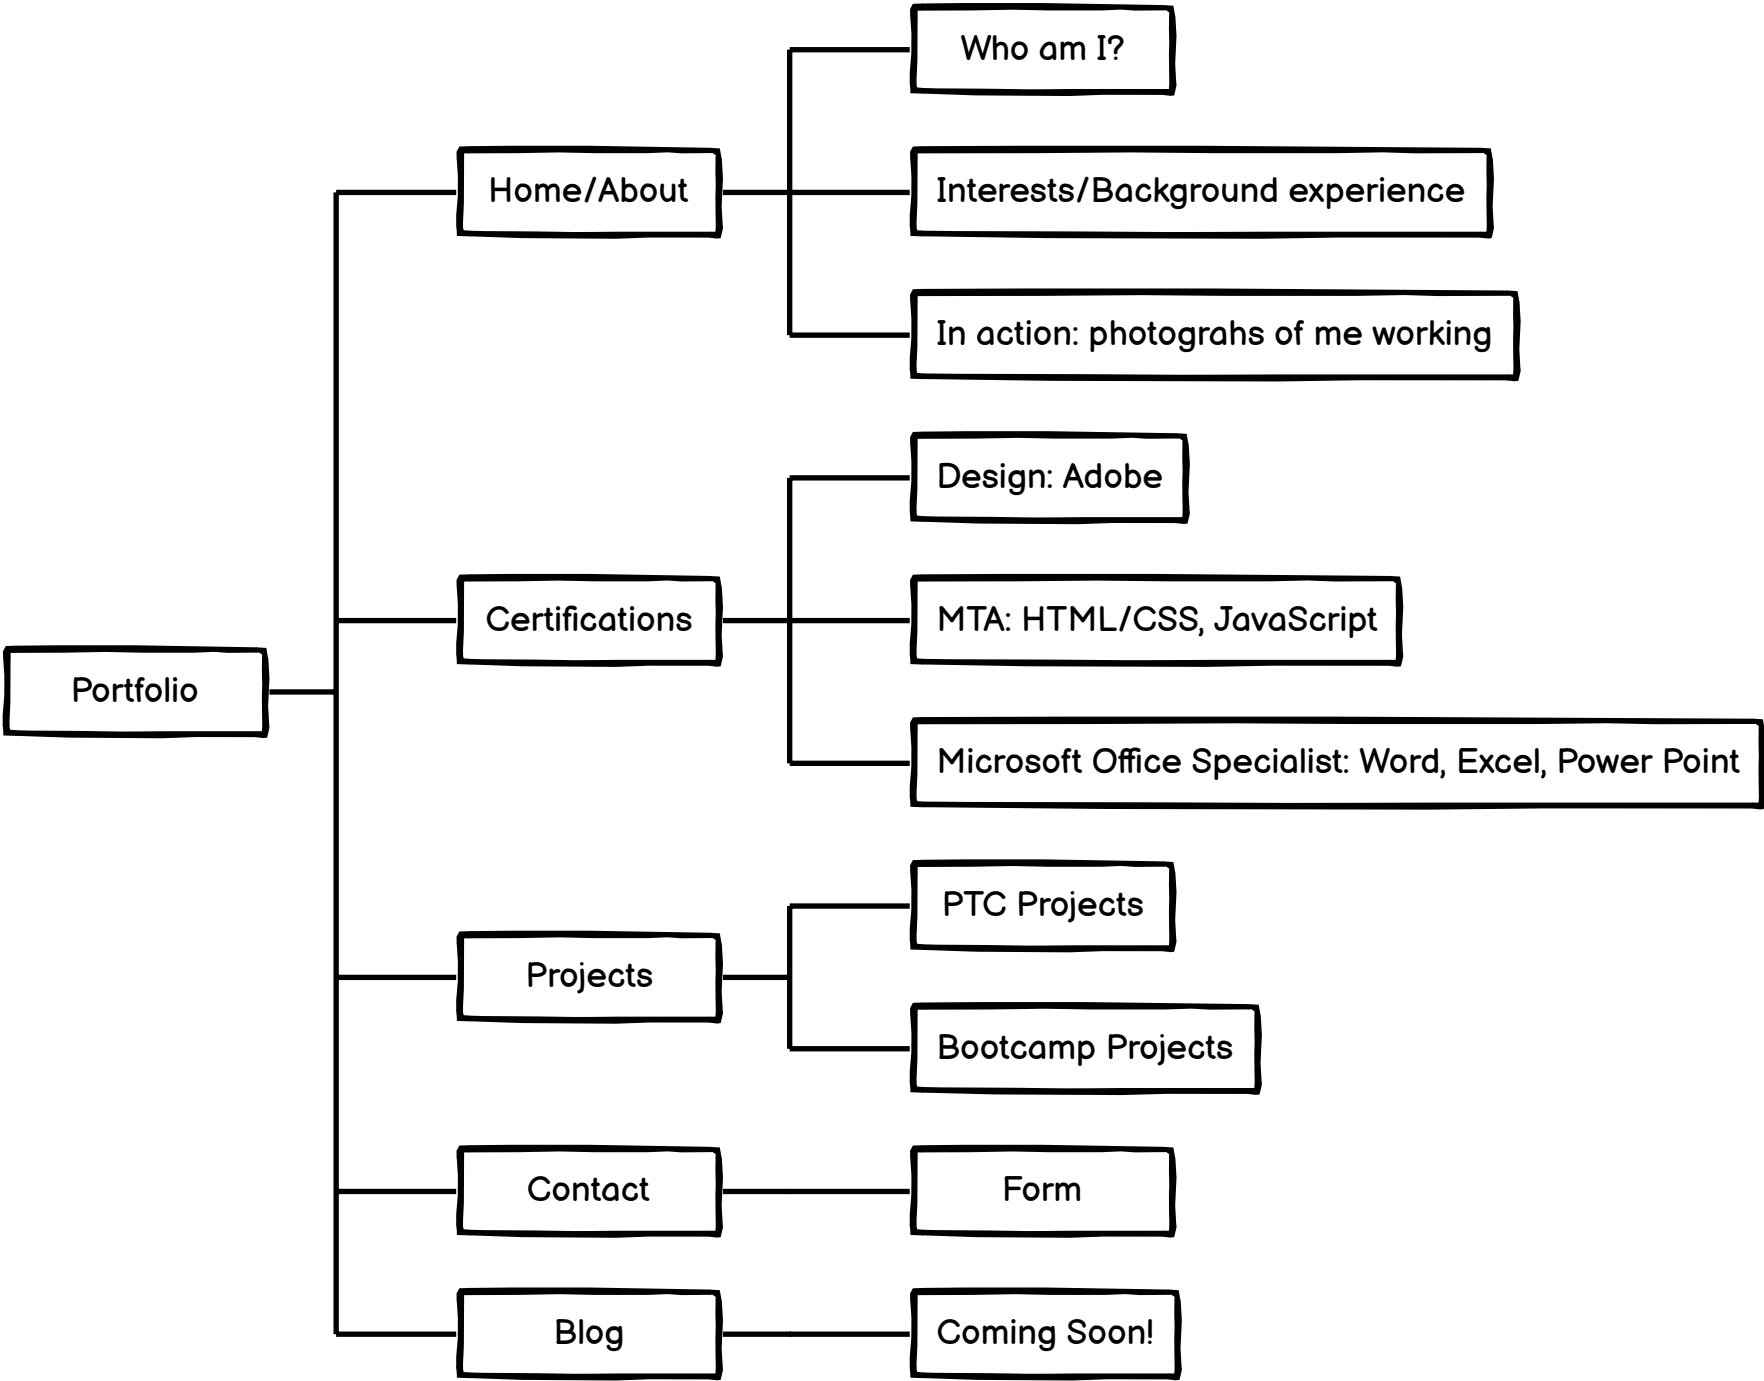 Portfolio
Home/About
Who am I?
Interests/Background experience
In action: photograhs of me working
Certifications
Design: Adobe
MTA: HTML/CSS, JavaScript
Microsoft Office Specialist: Word, Excel, Power Point
Projects
PTC Projects
Bootcamp Projects
Contact
Form
Blog
Coming Soon!